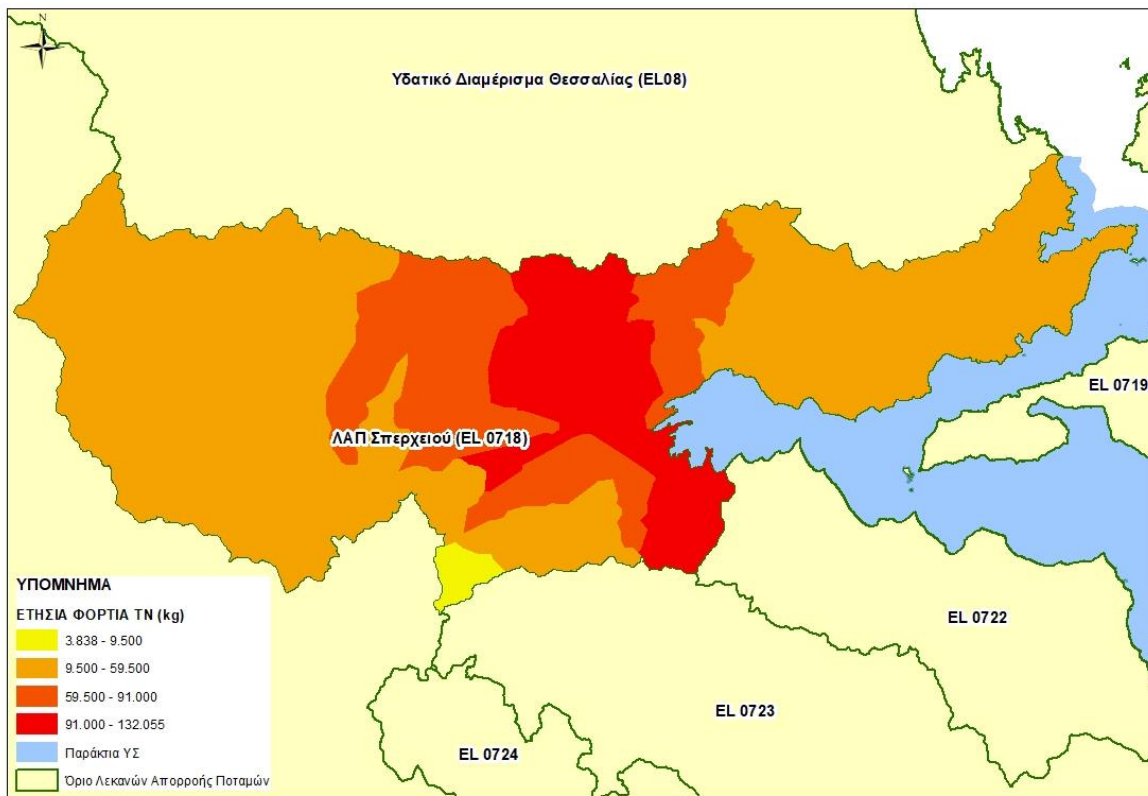 N
Υδατικό Διαμέρισμα Θεσσαλίας (EL08)
EL 0719
ΛΑΠ Σπερχειού (EL 0718)
EL 0722
EL 0723
EL 0724
ΥΠΟΜΝΗΜΑ
ΕΤΗΣΙΑ ΦΟΡΤΙΑ TN (kg)
3.838 - 9.500
9.500 - 59.500
59.500 - 91.000
91.000 - 132.055
Παράκτια ΥΣ
Όριο Λεκανών Απορροής Ποταμών